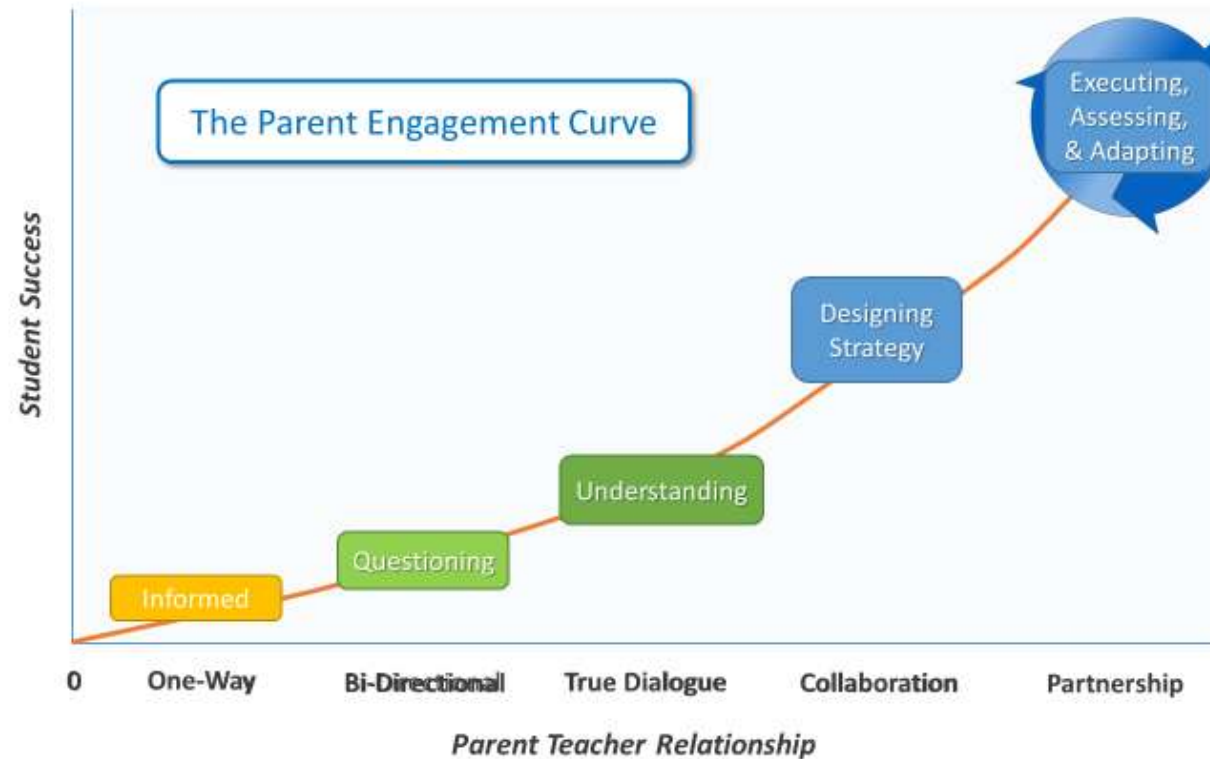 The Parent Engagement Curve
Executing,
Assessing,
& Adapting
Designing
Strategy
Understanding
Questioning
Informed
Student Success
0
One-Way
Bi-Directional
True Dialogue
Collaboration
Partnership
Parent Teacher Relationship